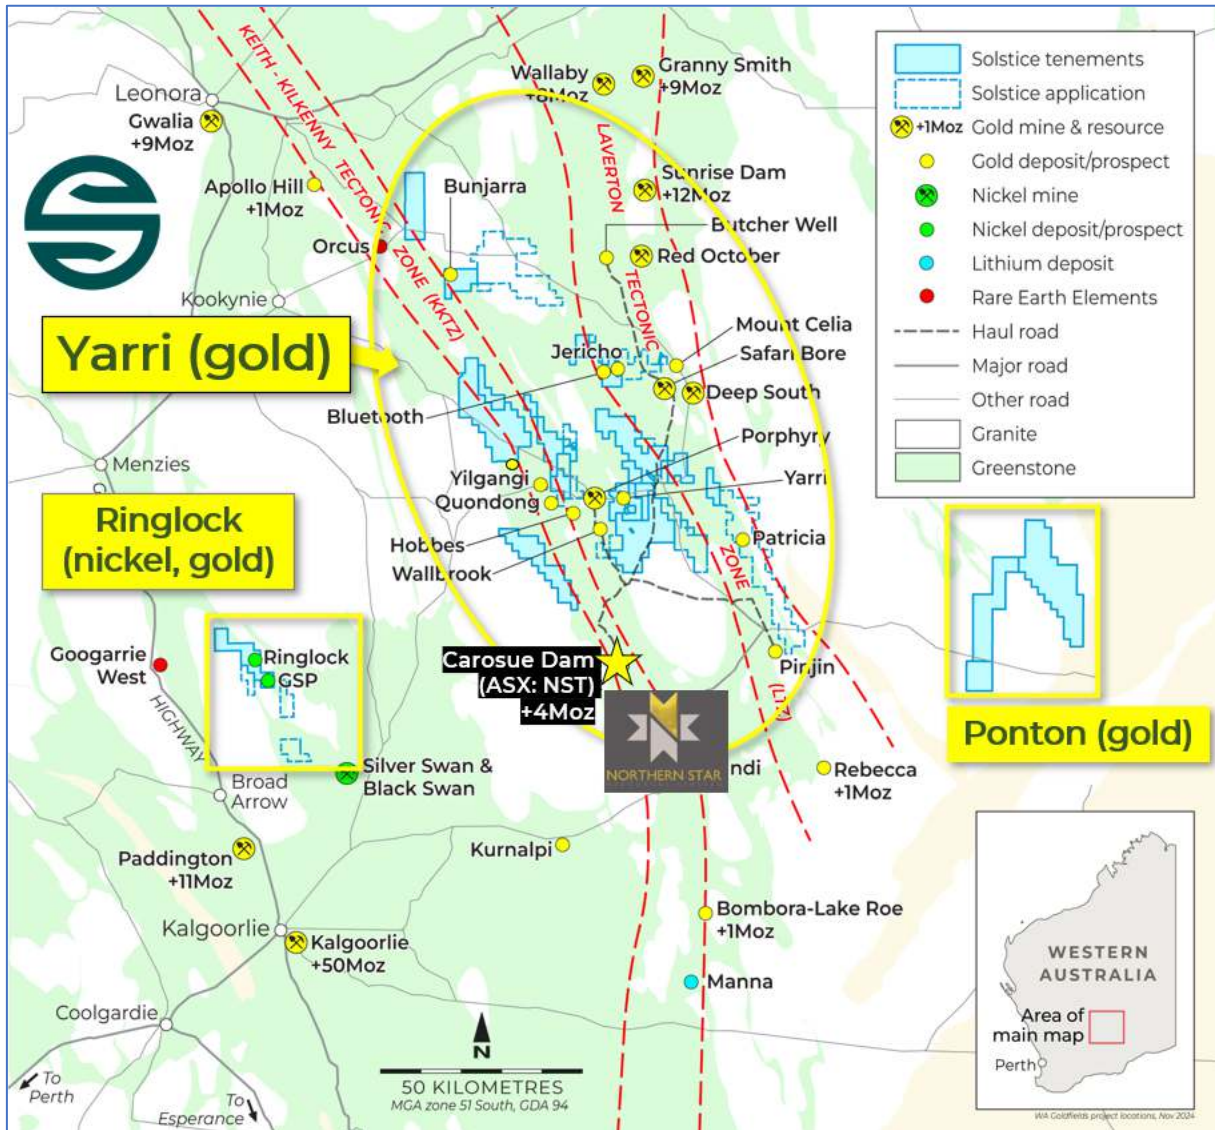 KEITH - KILKENNY TECTONIC ZONE (KKTZ)
LAVERTON TECTONIC ZONE (LTZ)
Leonora
Gwalia
+9Moz
Wallaby
+8Moz
Granny Smith
+9Moz
Apollo Hill
+1Moz
Bunjarra
Sunrise Dam
+12Moz
Butcher Well
Orcus
Red October
Kookynie
Mount Celia
Safari Bore
Jericho
Deep South
Bluetooth
Porphyry
Yarri (gold)
Menzies
Yilgangi
Quondong
Yarri
Hobbes
Patricia
Wallbrook
Ringlock
(nickel, gold)
Googarrie
West
Ringlock
GSP
Carosue Dam
(ASX: NST)
+4Moz
Pinjin
NORTHERN STAR
ndi
Rebecca
+1Moz
Ponton (gold)
HIGHWAY
Silver Swan &
Black Swan
Broad
Arrow
Paddington
+11Moz
Kurnalpi
Kalgoorlie
Kalgoorlie
+50Moz
Bombora-Lake Roe
+1Moz
Manna
Coolgardie
To
Perth
To
Esperance
N
50 KILOMETRES
MGA zone 51 South, GDA 94
Solstice tenements
Solstice application
+1Moz Gold mine & resource
Gold deposit/prospect
Nickel mine
Nickel deposit/prospect
Lithium deposit
Rare Earth Elements
Haul road
Major road
Other road
Granite
Greenstone
WESTERN
AUSTRALIA
Area of
main map
Perth
WA Goldfields project locations, Nov 2024